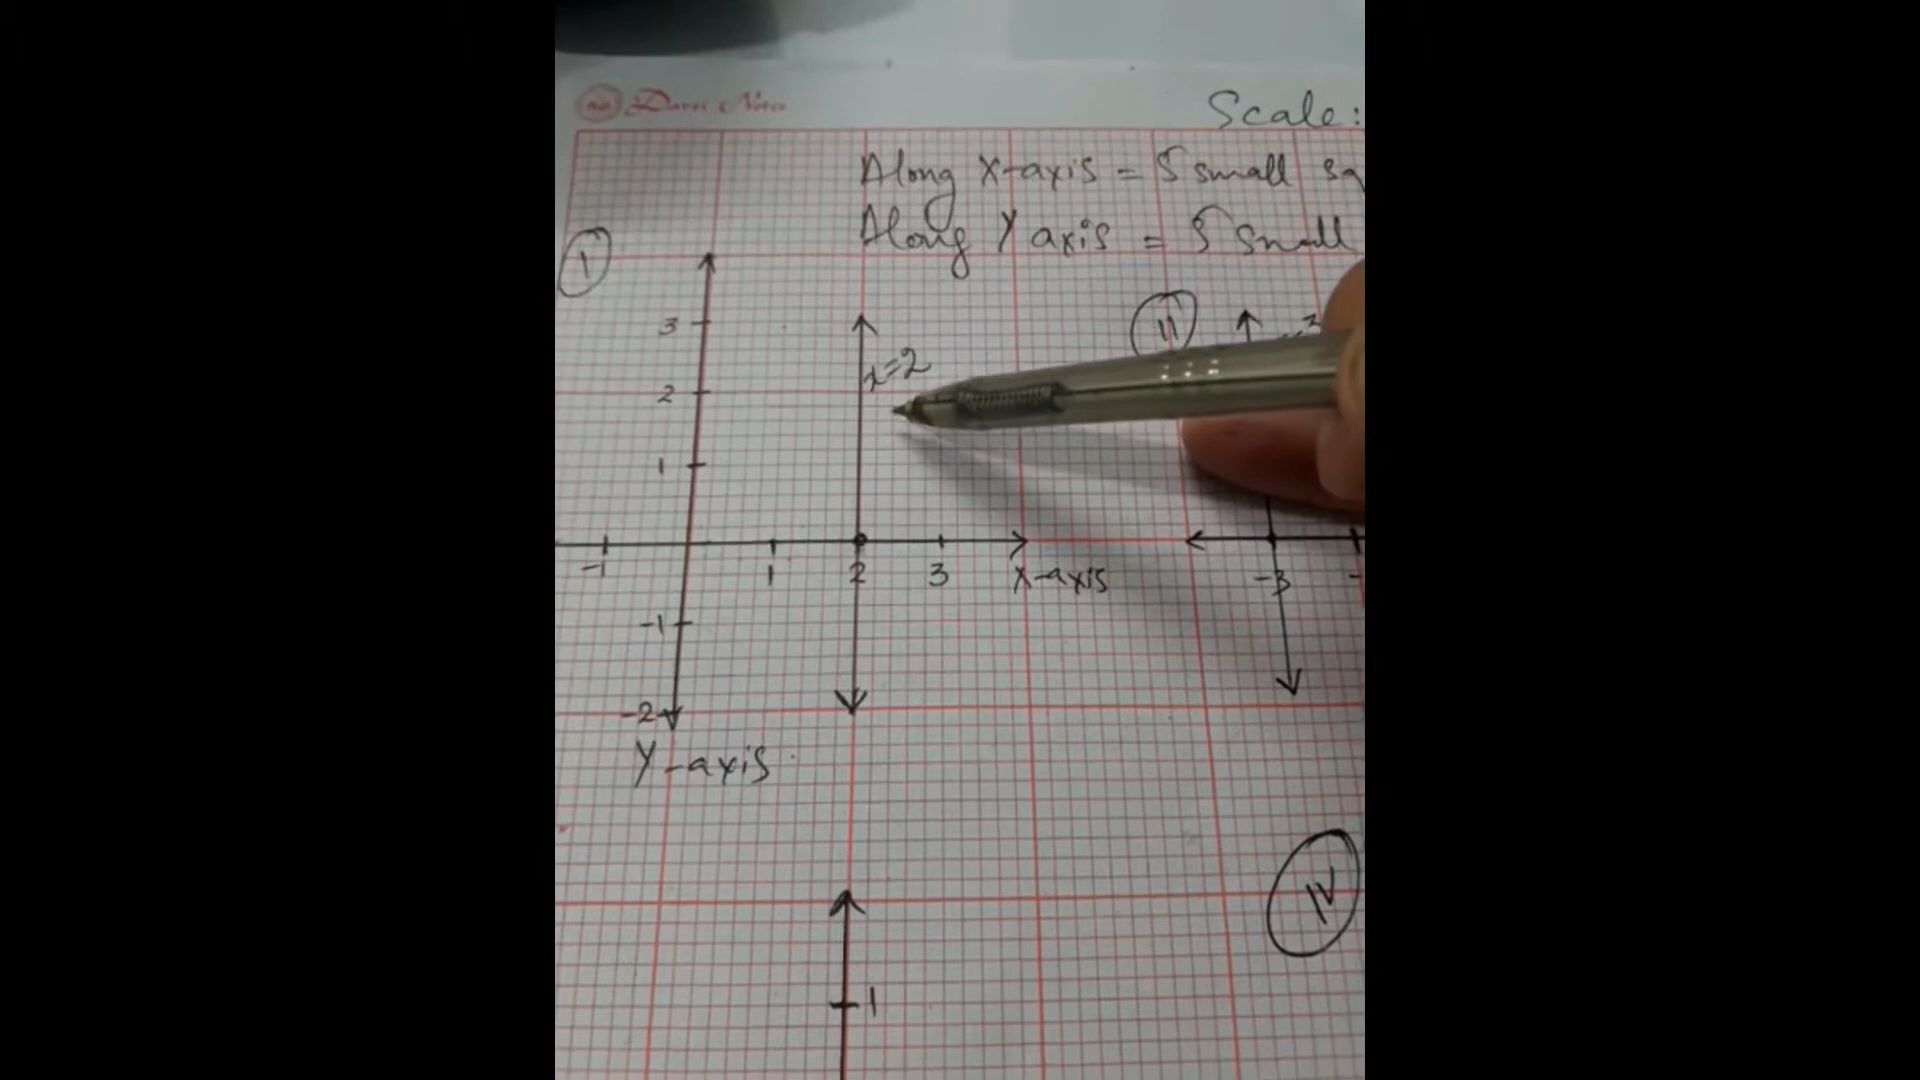 Scale:
Along X-axis = 5 small sq
Along Y axis = 5 small
I
II
3
x=2
2
1
-1
1
2
3
X-axis
-3
-1
-2
Y-axis
IV
1